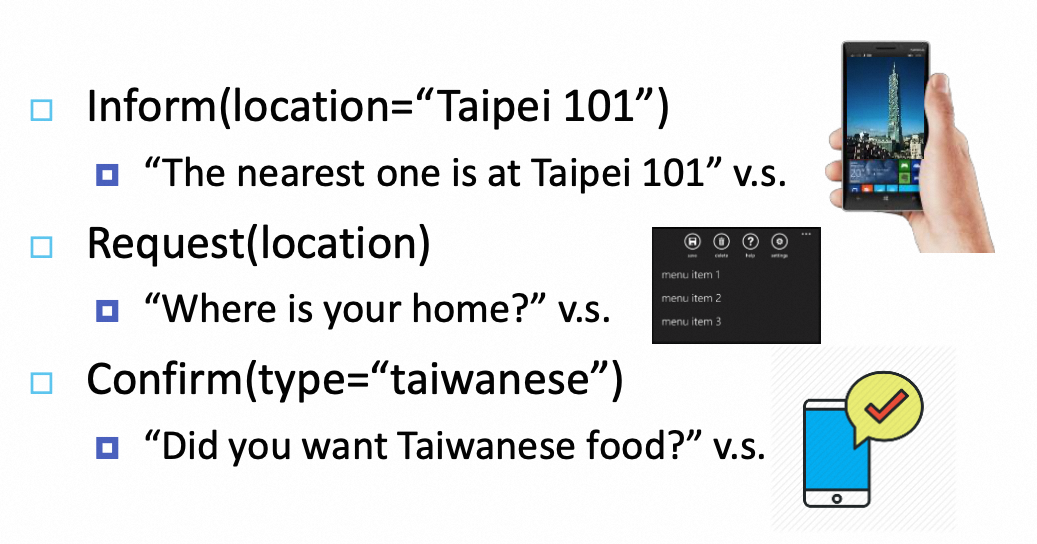 Inform(location=“Taipei 101”)
“The nearest one is at Taipei 101” v.s.
Request(location)
“Where is your home?” v.s.
save delete help settings
menu item 1
menu item 2
menu item 3
Confirm(type=“taiwanese”)
“Did you want Taiwanese food?” v.s.